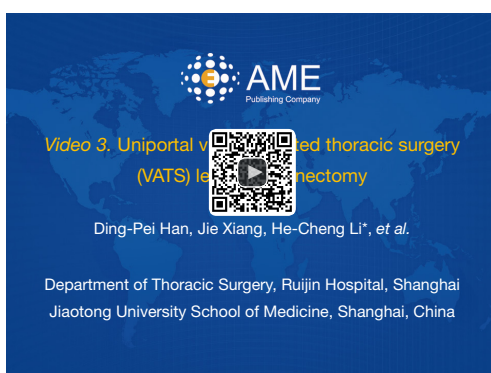 AME
Publishing Company
Video 3. Uniportal v ted thoracic surgery
(VATS) le nectomy
Ding-Pei Han, Jie Xiang, He-Cheng Li*, et al.
Department of Thoracic Surgery, Ruijin Hospital, Shanghai
Jiaotong University School of Medicine, Shanghai, China